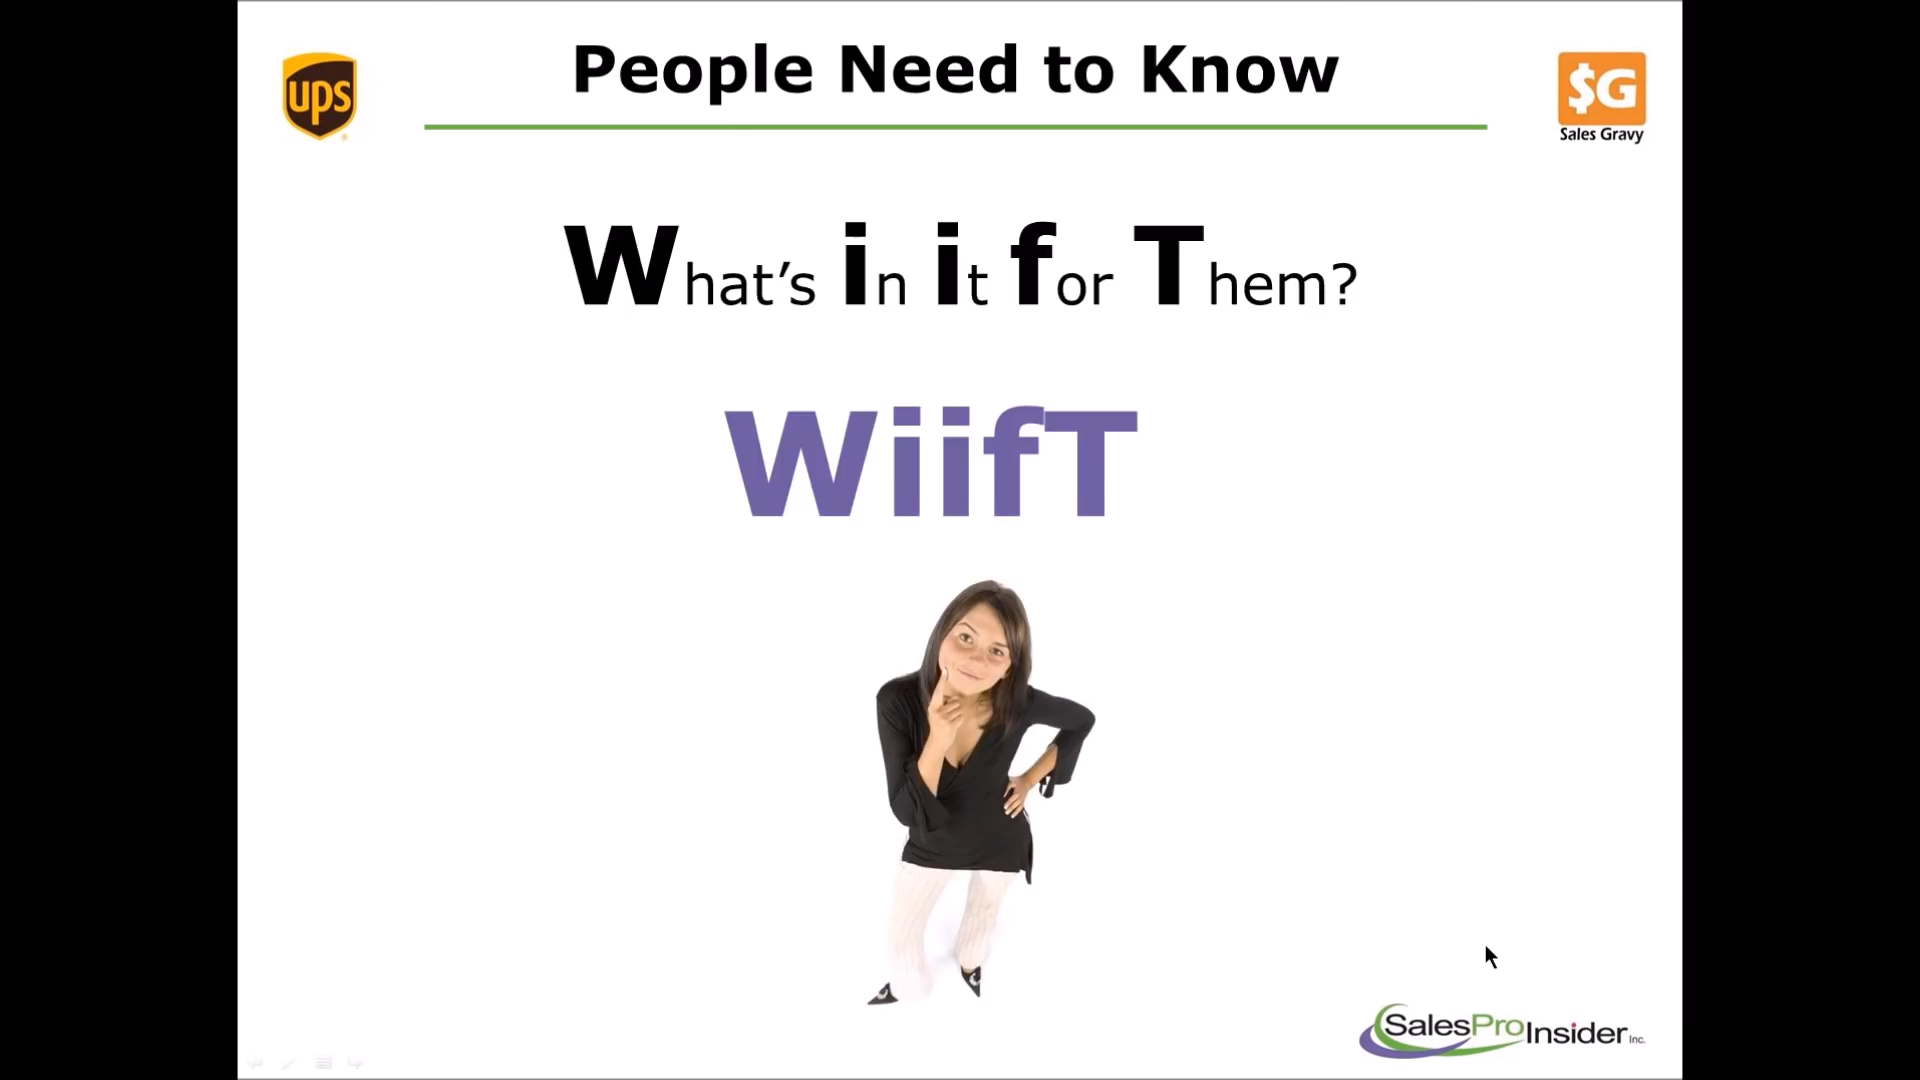 People Need to Know
ups
$G
Sales Gravy
What’s in it for Them?
WiifT
SalesProInsider Inc.